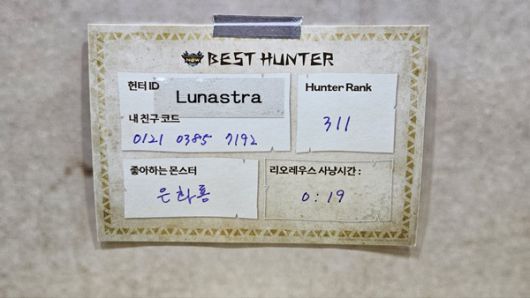 BEST HUNTER
헌터 ID
Lunastra
Hunter Rank
311
내 친구 코드
0121 0385 7192
좋아하는 몬스터
은화룡
리오레우스 사냥시간 :
0 : 19